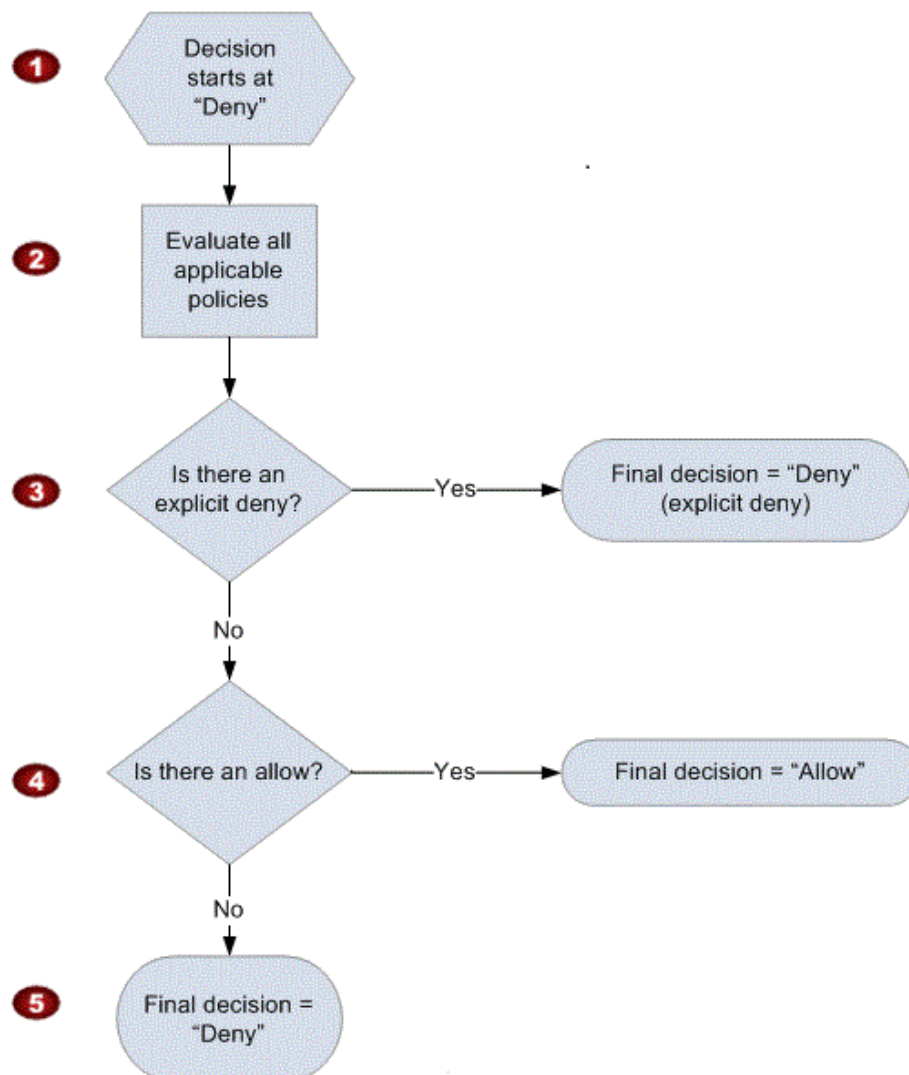 1
Decision
starts at
“Deny”
2
Evaluate all
applicable
policies
3
Is there an
explicit deny?
Yes
Final decision = “Deny”
(explicit deny)
No
4
Is there an allow?
Yes
Final decision = “Allow”
No
5
Final decision =
“Deny”